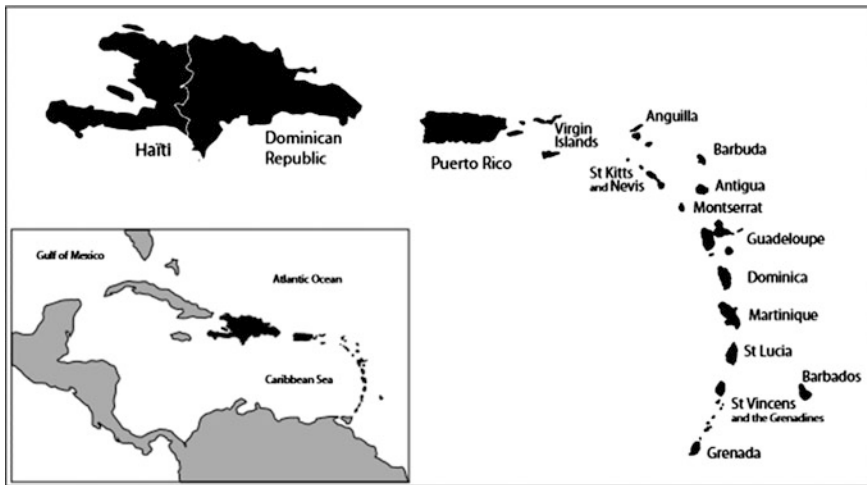 Haïti
Dominican
Republic
Puerto Rico
Virgin
Islands
Anguilla
Barbuda
St Kitts
and Nevis
Antigua
Montserrat
Guadeloupe
Dominica
Martinique
St Lucia
Barbados
St Vincens
and the Grenadines
Grenada
Gulf of Mexico
Atlantic Ocean
Caribbean Sea